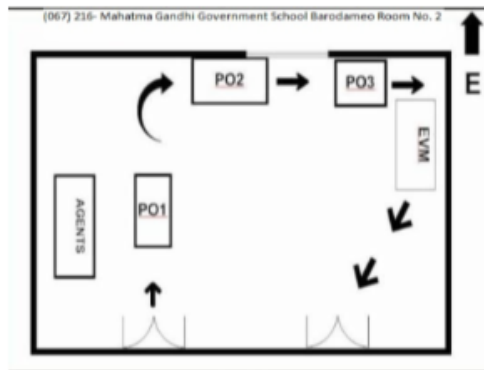 (067) 216- Mahatma Gandhi Government School Barodameo Room No. 2
E
PO2
PO3
EVM
AGENTS
PO1